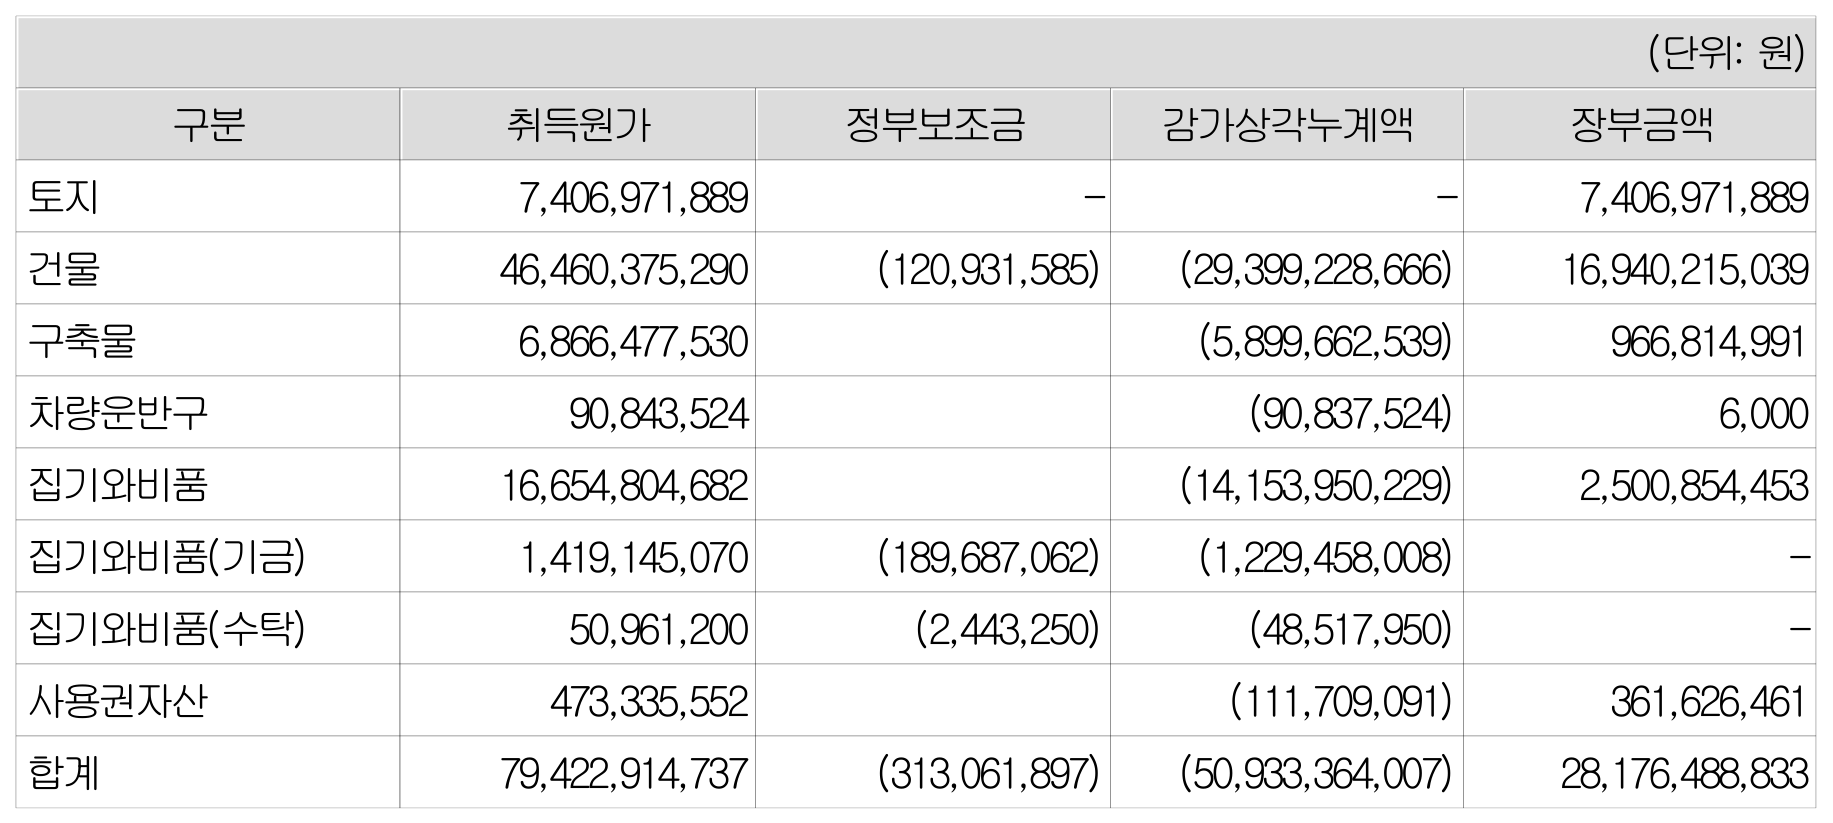 (단위: 원)
구분 취득원가 정부보조금 감가상각누계액 장부금액
토지 7,406,971,889 – – 7,406,971,889
건물 46,460,375,290 (120,931,585) (29,399,228,666) 16,940,215,039
구축물 6,866,477,530 (5,899,662,539) 966,814,991
차량운반구 90,843,524 (90,837,524) 6,000
집기와비품 16,654,804,682 (14,153,950,229) 2,500,854,453
집기와비품(기금) 1,419,145,070 (189,687,062) (1,229,458,008) –
집기와비품(수탁) 50,961,200 (2,443,250) (48,517,950) –
사용권자산 473,335,552 (111,709,091) 361,626,461
합계 79,422,914,737 (313,061,897) (50,933,364,007) 28,176,488,833